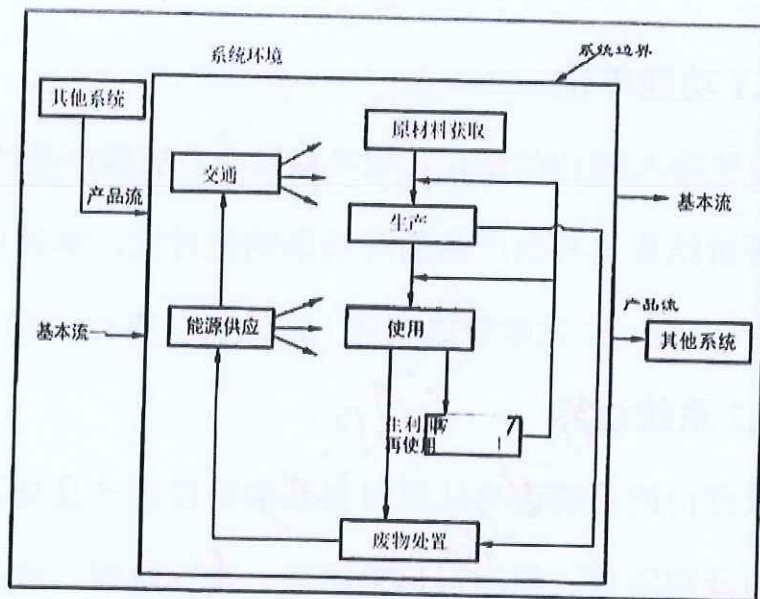 系统环境
系统边界
其他系统
原材料获取
交通
产品流
基本流
生产
产品流
能源供应
使用
基本流
其他系统
再使用
废物处置